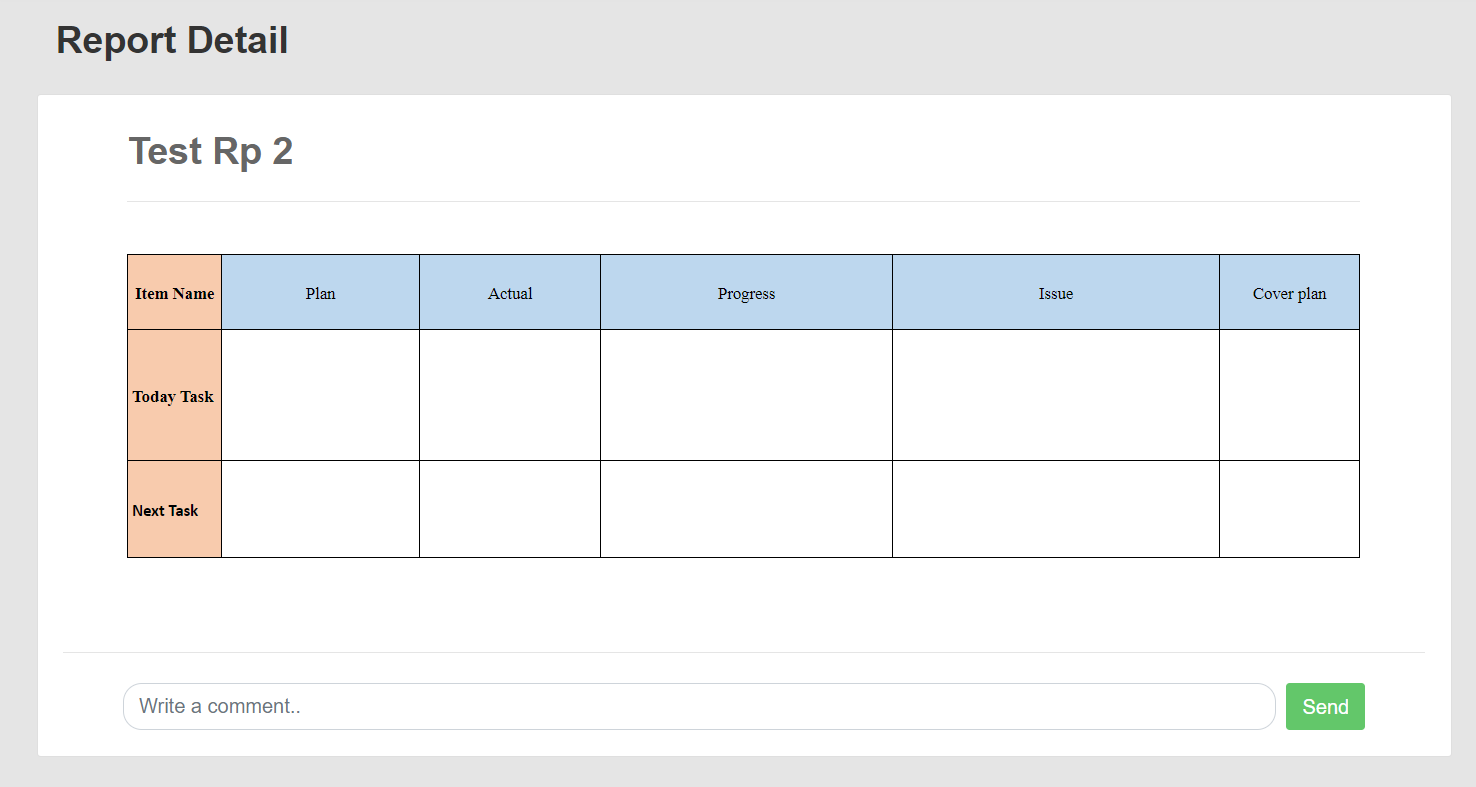 Report Detail
Test Rp 2
Item Name Plan Actual Progress Issue Cover plan
Today Task
Next Task
Write a comment..
Send